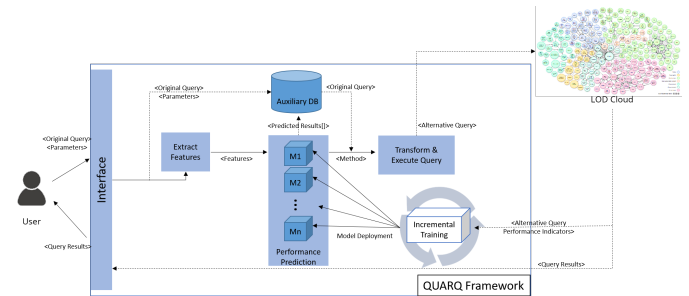 <Original Query>
<Parameters>
<Original Query>
Auxiliary DB
LOD Cloud
<Predicted Results[]>
<Alternative Query>
<Original Query>
<Parameters>
Interface
Extract
Features
<Features>
M1
M2
Mn
<Method>
Transform &
Execute Query
User
<Query Results>
Performance
Prediction
Model Deployment
Incremental
Training
<Alternative Query
Performance Indicators>
<Query Results>
QUARQ Framework